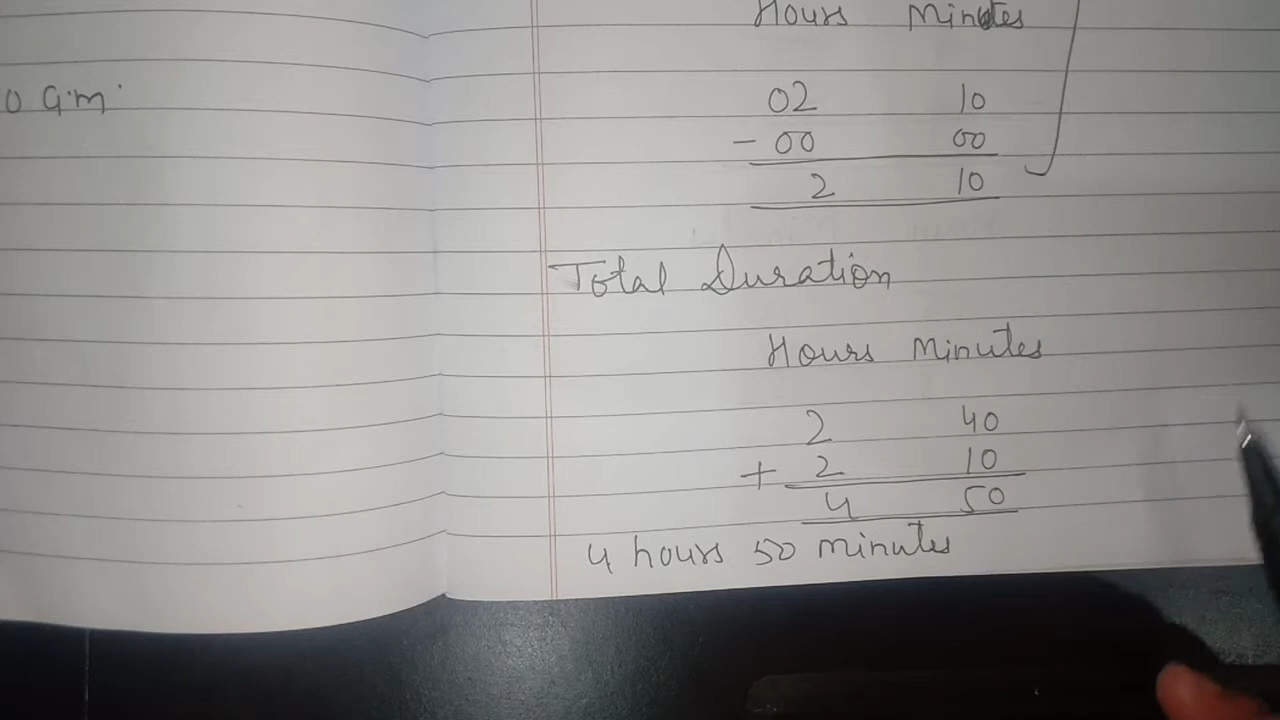 0 a.m.
Hours Minutes
02 10
- 00 00
2 10
Total Duration
Hours Minutes
2 40
+ 2 10
4 50
4 hours 50 minutes